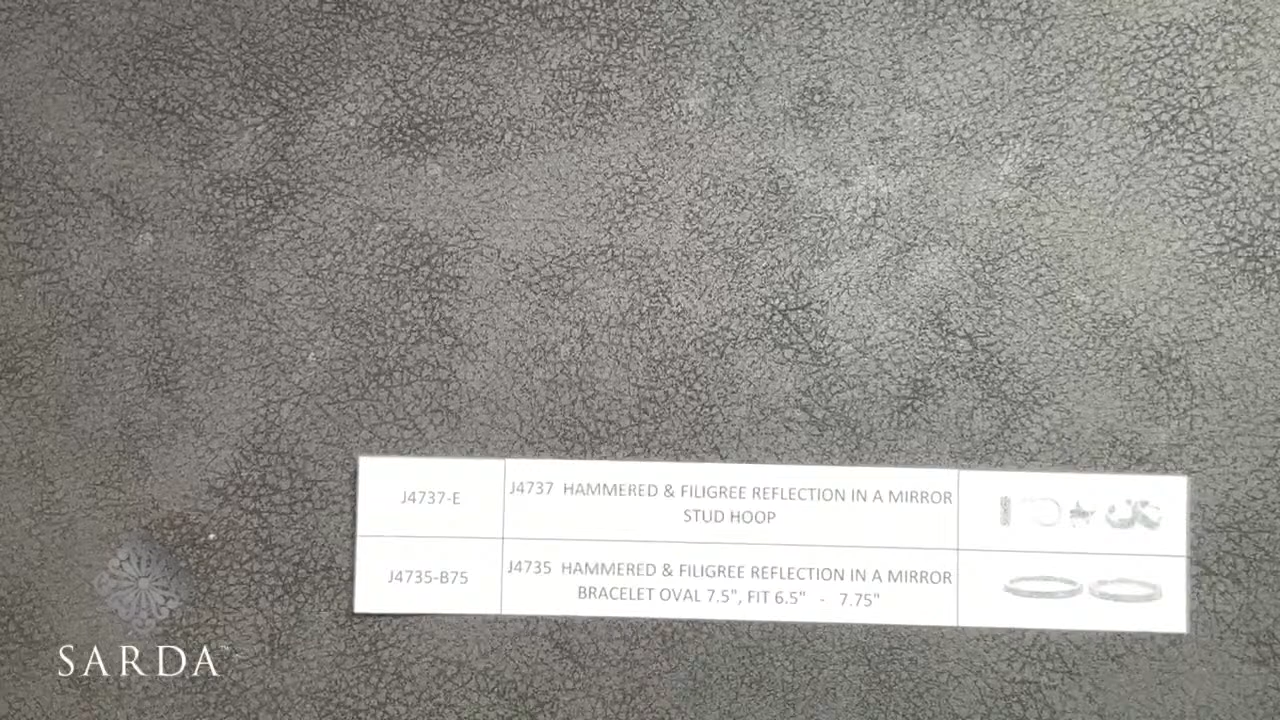 J4737-E
J4737 HAMMERED & FILIGREE REFLECTION IN A MIRROR
STUD HOOP
J4735-B75
J4735 HAMMERED & FILIGREE REFLECTION IN A MIRROR
BRACELET OVAL 7.5", FIT 6.5" - 7.75"
SARDA™